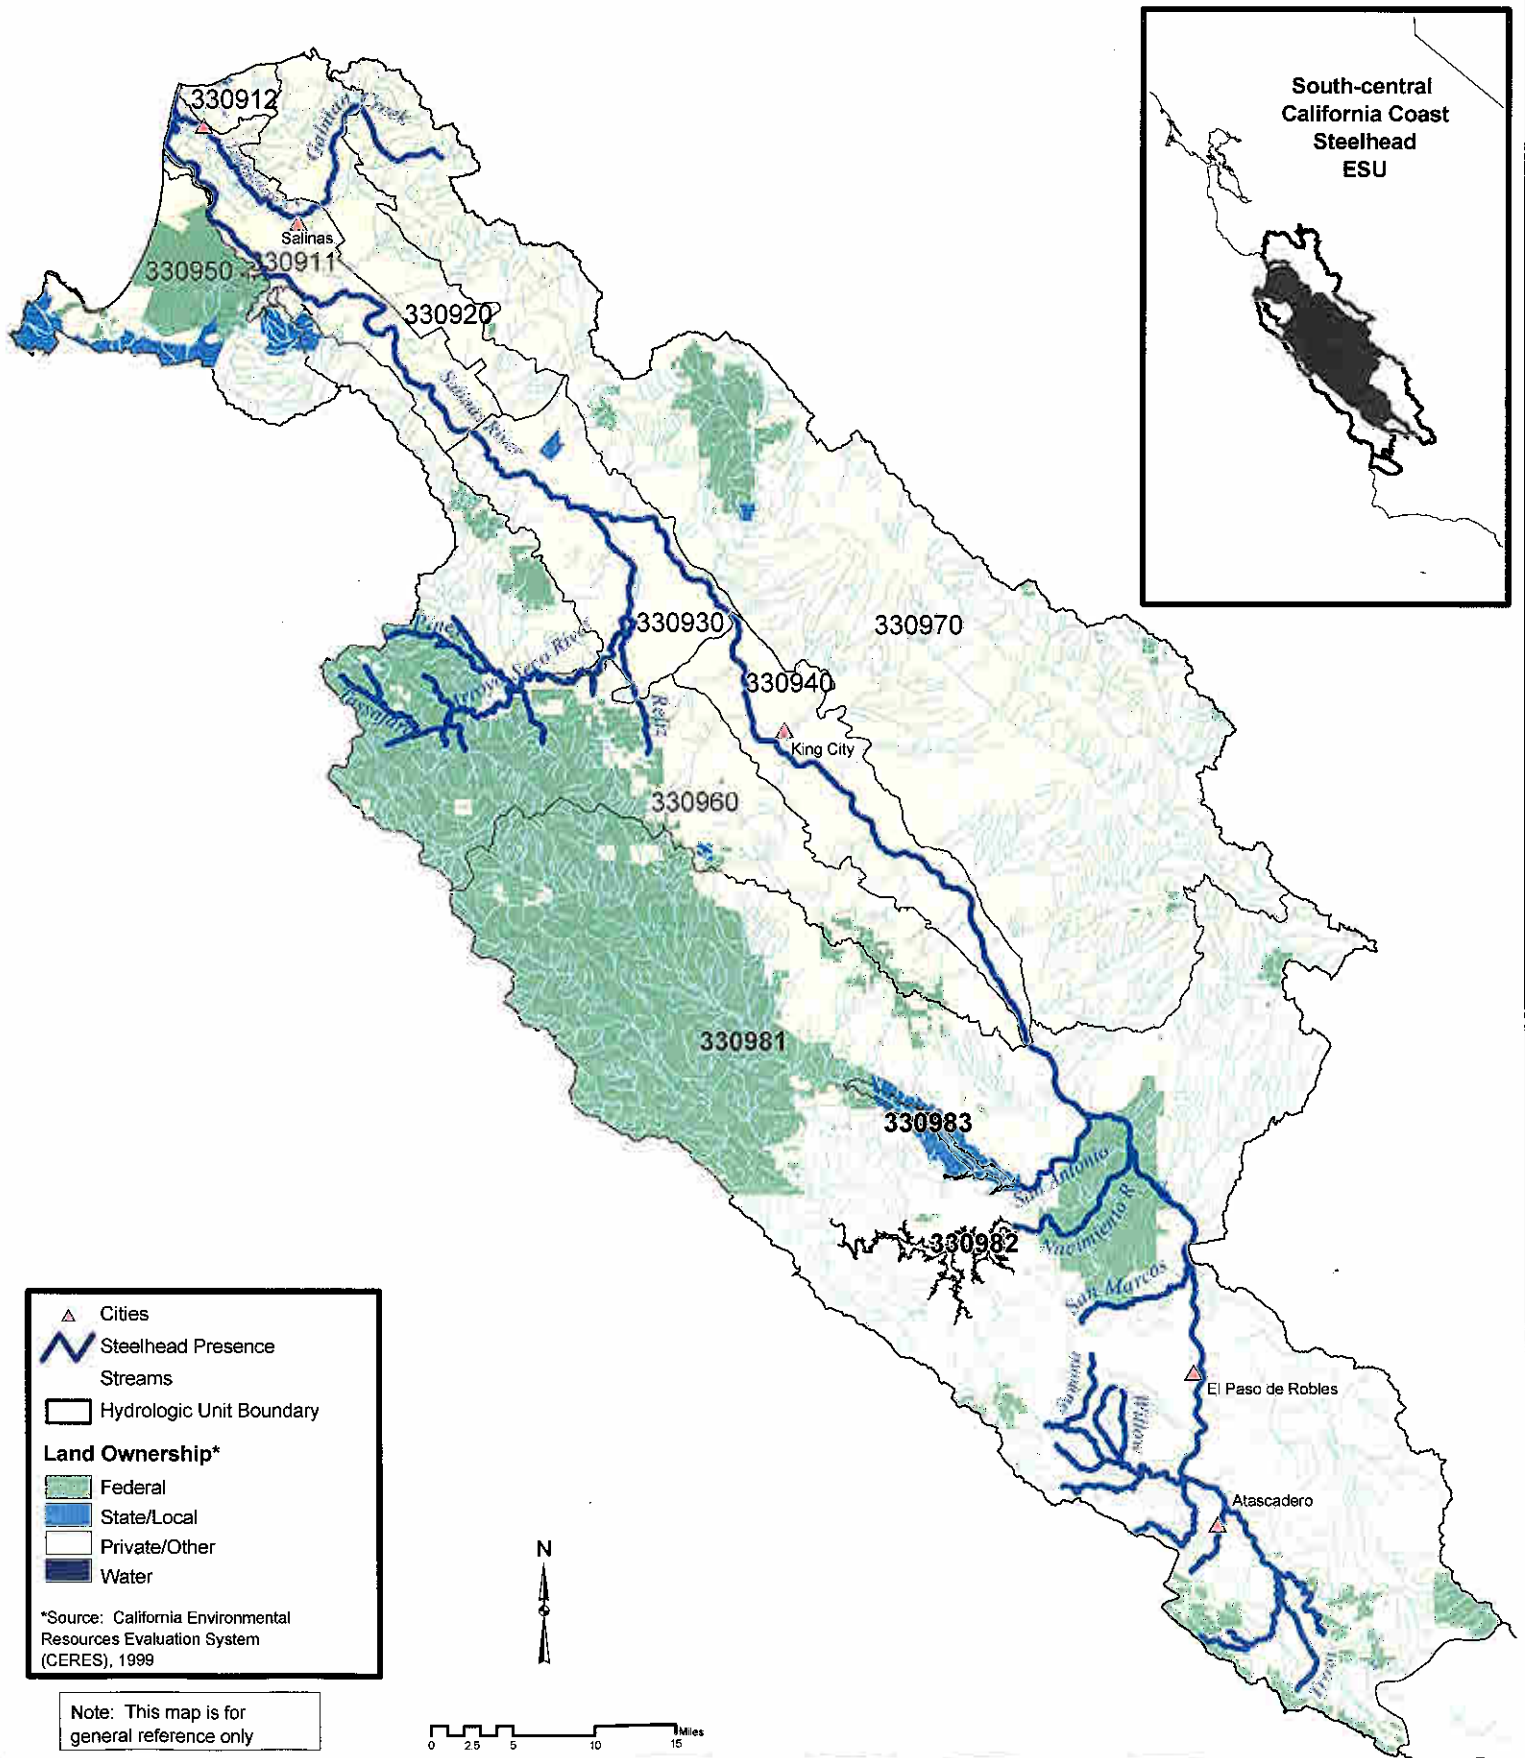 South-central
California Coast
Steelhead
ESU
330912
Gabilan Creek
Salinas
330950
330911
330920
Salinas River
330930
330970
Piney
Arroyo Seco River
330940
Reliz
King City
330960
330981
330983
San Antonio
Nacimiento R
330982
San Marcos
El Paso de Robles
Willow
Atascadero
Cities
Steelhead Presence
Streams
Hydrologic Unit Boundary
Land Ownership*
Federal
State/Local
Private/Other
Water
*Source: California Environmental
Resources Evaluation System
(CERES), 1999
Note: This map is for
general reference only
N
Miles
0 2.5 5 10 15